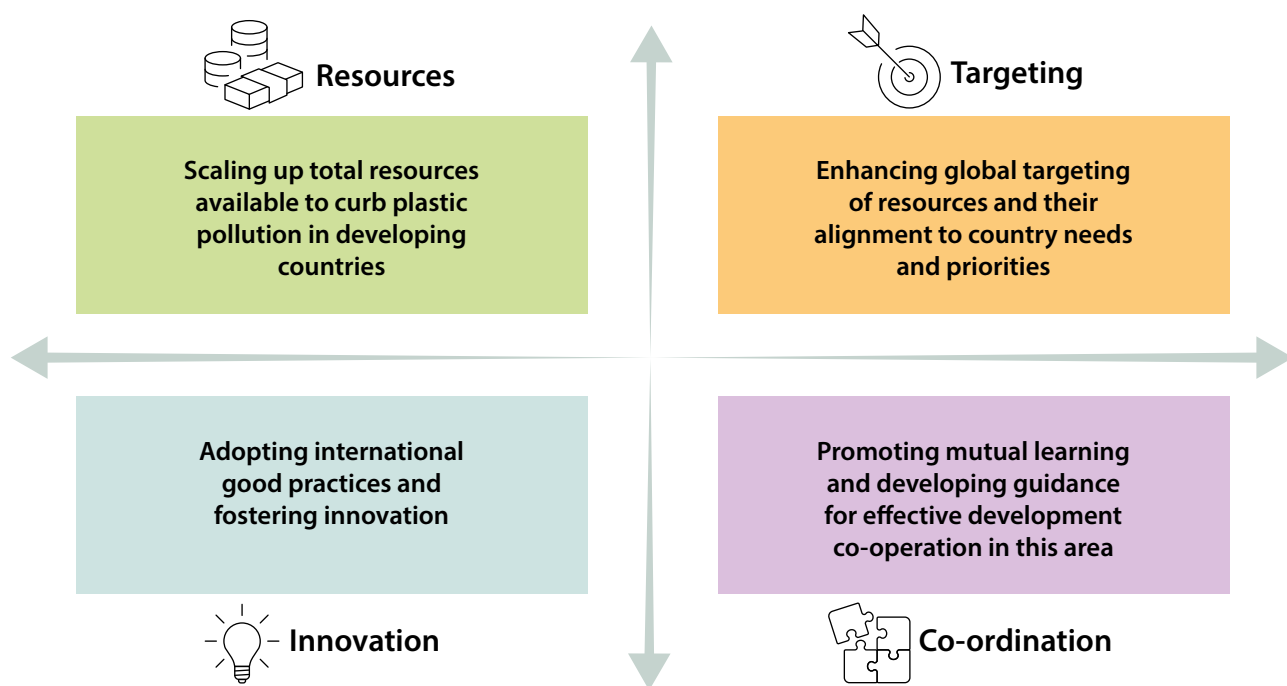 Resources
Scaling up total resources
available to curb plastic
pollution in developing
countries
Targeting
Enhancing global targeting
of resources and their
alignment to country needs
and priorities
Adopting international
good practices and
fostering innovation
Innovation
Promoting mutual learning
and developing guidance
for effective development
co-operation in this area
Co-ordination